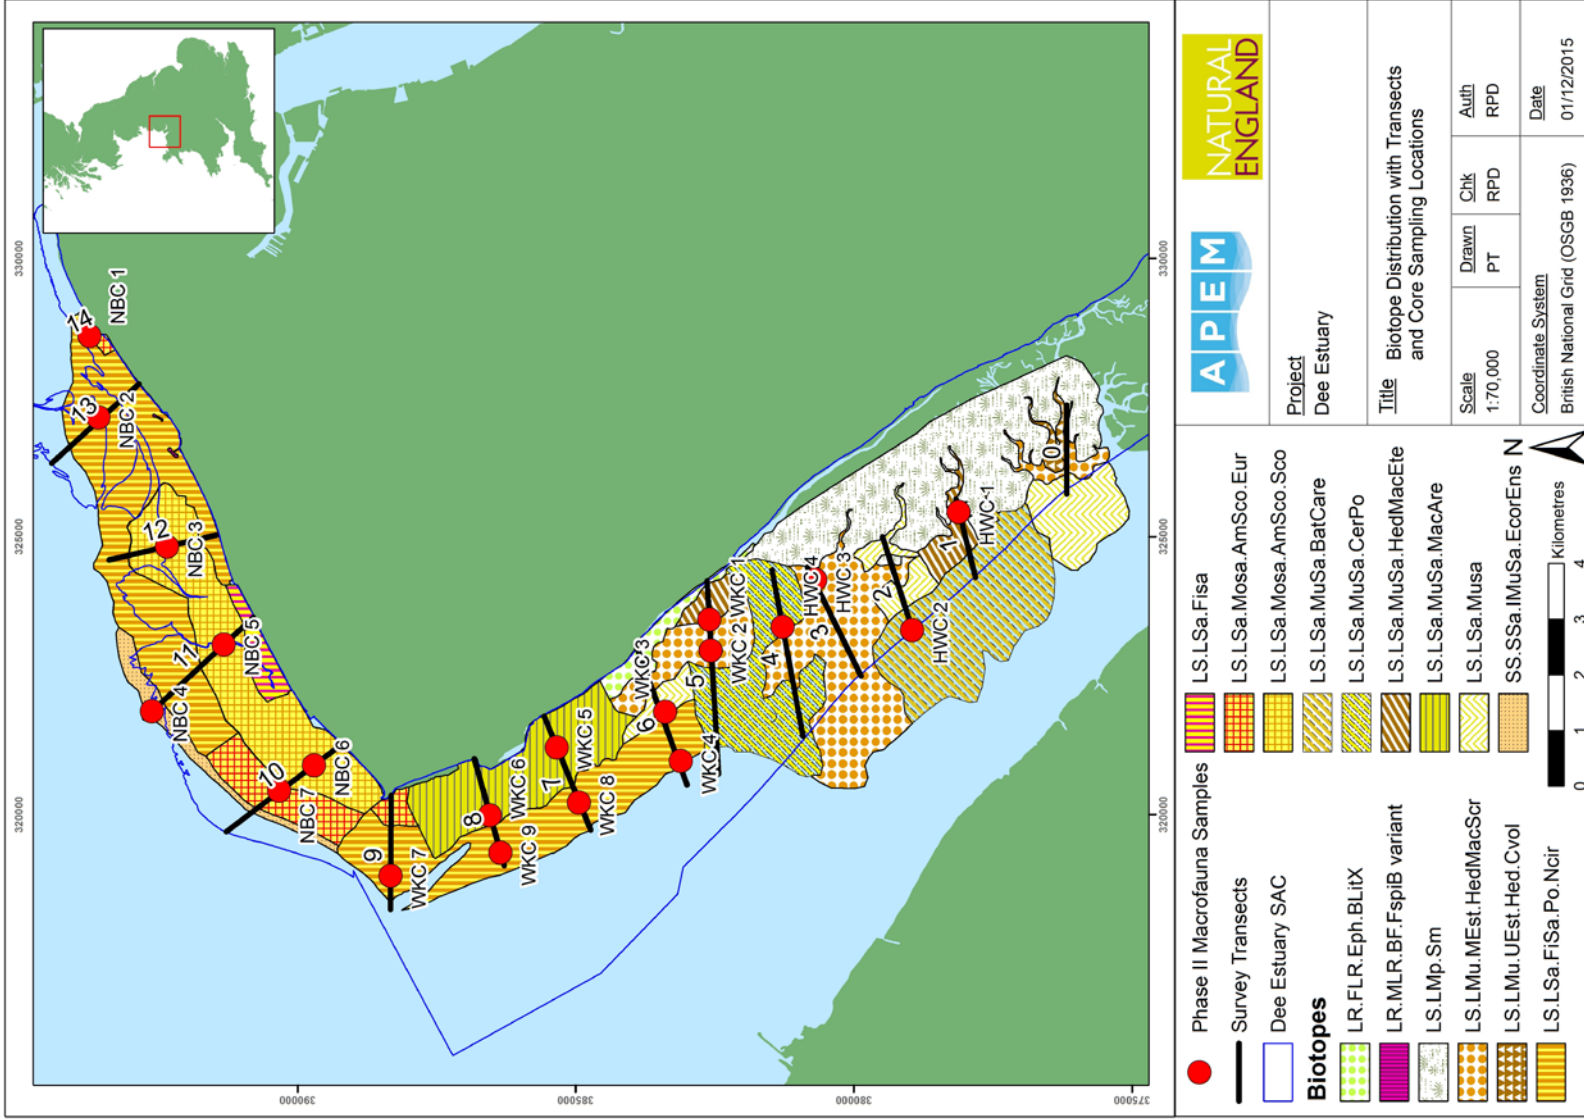 330000
325000
320000
390000
385000
380000
375000
330000
325000
320000
14
NBC 1
13
NBC 2
12
NBC 3
11
NBC 5
NBC 4
10
NBC 6
NBC 7
9
WKC 7
8
WKC 6
WKC 9
7
WKC 5
WKC 8
6
WKC 3
WKC 4
5
WKC 2
WKC 1
4
HWC 4
3
HWC 3
2
HWC 2
1
HWC 1
0
Phase II Macrofauna Samples
Survey Transects
Dee Estuary SAC
Biotopes
LR.FLR.Eph.BLitX
LR.MLR.BF.FspiB variant
LS.LMp.Sm
LS.LMu.MEst.HedMacScr
LS.LMu.UEst.Hed.Cvol
LS.LSa.FiSa.Po.Ncir
LS.LSa.Fisa
LS.LSa.Mosa.AmSco.Eur
LS.LSa.Mosa.AmSco.Sco
LS.LSa.MuSa.BatCare
LS.LSa.MuSa.CerPo
LS.LSa.MuSa.HedMacEte
LS.LSa.MuSa.MacAre
LS.LSa.Musa
SS.SSa.IMuSa.EcorEns
N
0 1 2 3 4
Kilometres
APEM
NATURAL
ENGLAND
Project
Dee Estuary
Title
Biotope Distribution with Transects
and Core Sampling Locations
Scale
1:70,000
Drawn
PT
Chk
RPD
Auth
RPD
Coordinate System
British National Grid (OSGB 1936)
Date
01/12/2015